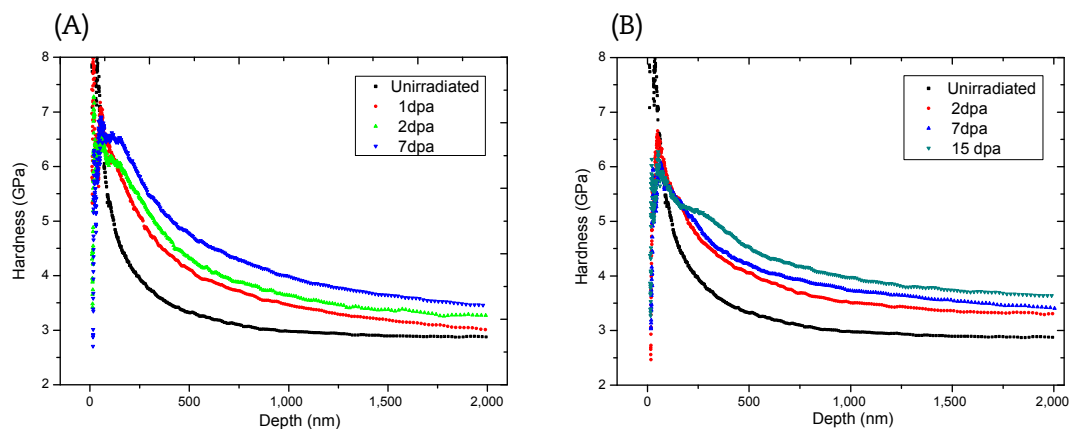 (A)
Hardness (GPa)
8
7
6
5
4
3
2
Unirradiated
1dpa
2dpa
7dpa
0
500
1,000
1,500
2,000
Depth (nm)
(B)
Hardness (GPa)
8
7
6
5
4
3
2
Unirradiated
2dpa
7dpa
15 dpa
0
500
1,000
1,500
2,000
Depth (nm)